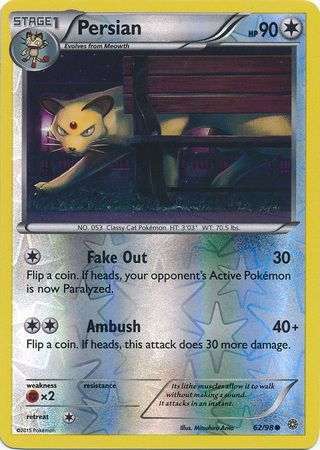 STAGE1
Persian
HP 90
Evolves from Meowth
NO. 053 Classy Cat Pokémon HT: 3'03" WT: 70.5 lbs.
Fake Out 30
Flip a coin. If heads, your opponent's Active Pokémon
is now Paralyzed.
Ambush 40+
Flip a coin. If heads, this attack does 30 more damage.
weakness resistance
×2
Its lithe muscles allow it to walk
without making a sound.
It attacks in an instant.
retreat
©2015 Pokémon
Illus. Mitsuhiro Arita
62/98